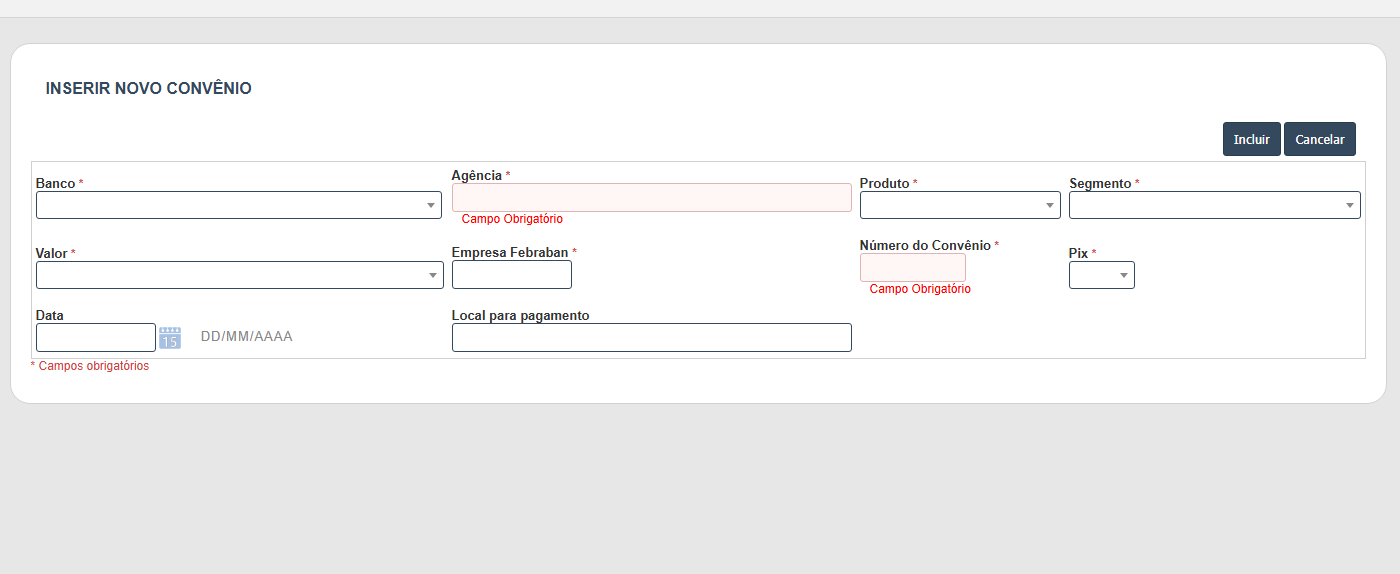 INSERIR NOVO CONVÊNIO
Incluir Cancelar
Banco * Agência * Produto * Segmento *
Campo Obrigatório
Valor * Empresa Febraban * Número do Convênio * Pix *
Campo Obrigatório
Data Local para pagamento
15 DD/MM/AAAA
* Campos obrigatórios